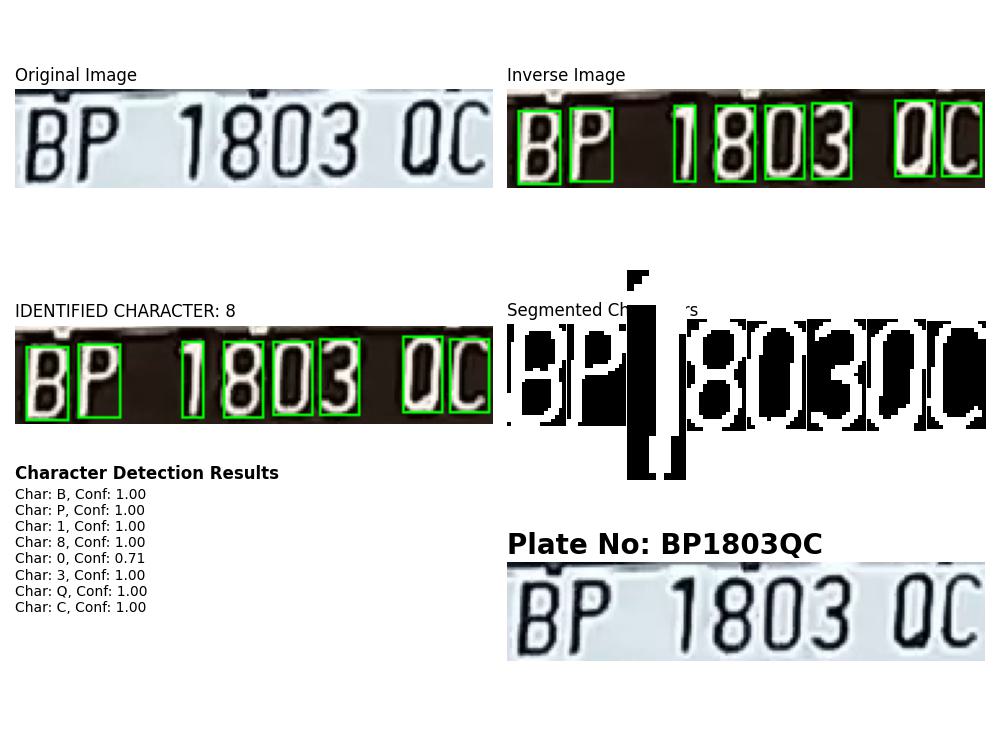 Original Image
BP 1803 QC
Inverse Image
BP 1803 QC
IDENTIFIED CHARACTER: 8
BP 1803 QC
Segmented Ch rs
BP1803QC
Character Detection Results
Char: B, Conf: 1.00
Char: P, Conf: 1.00
Char: 1, Conf: 1.00
Char: 8, Conf: 1.00
Char: 0, Conf: 0.71
Char: 3, Conf: 1.00
Char: Q, Conf: 1.00
Char: C, Conf: 1.00
Plate No: BP1803QC
BP 1803 QC